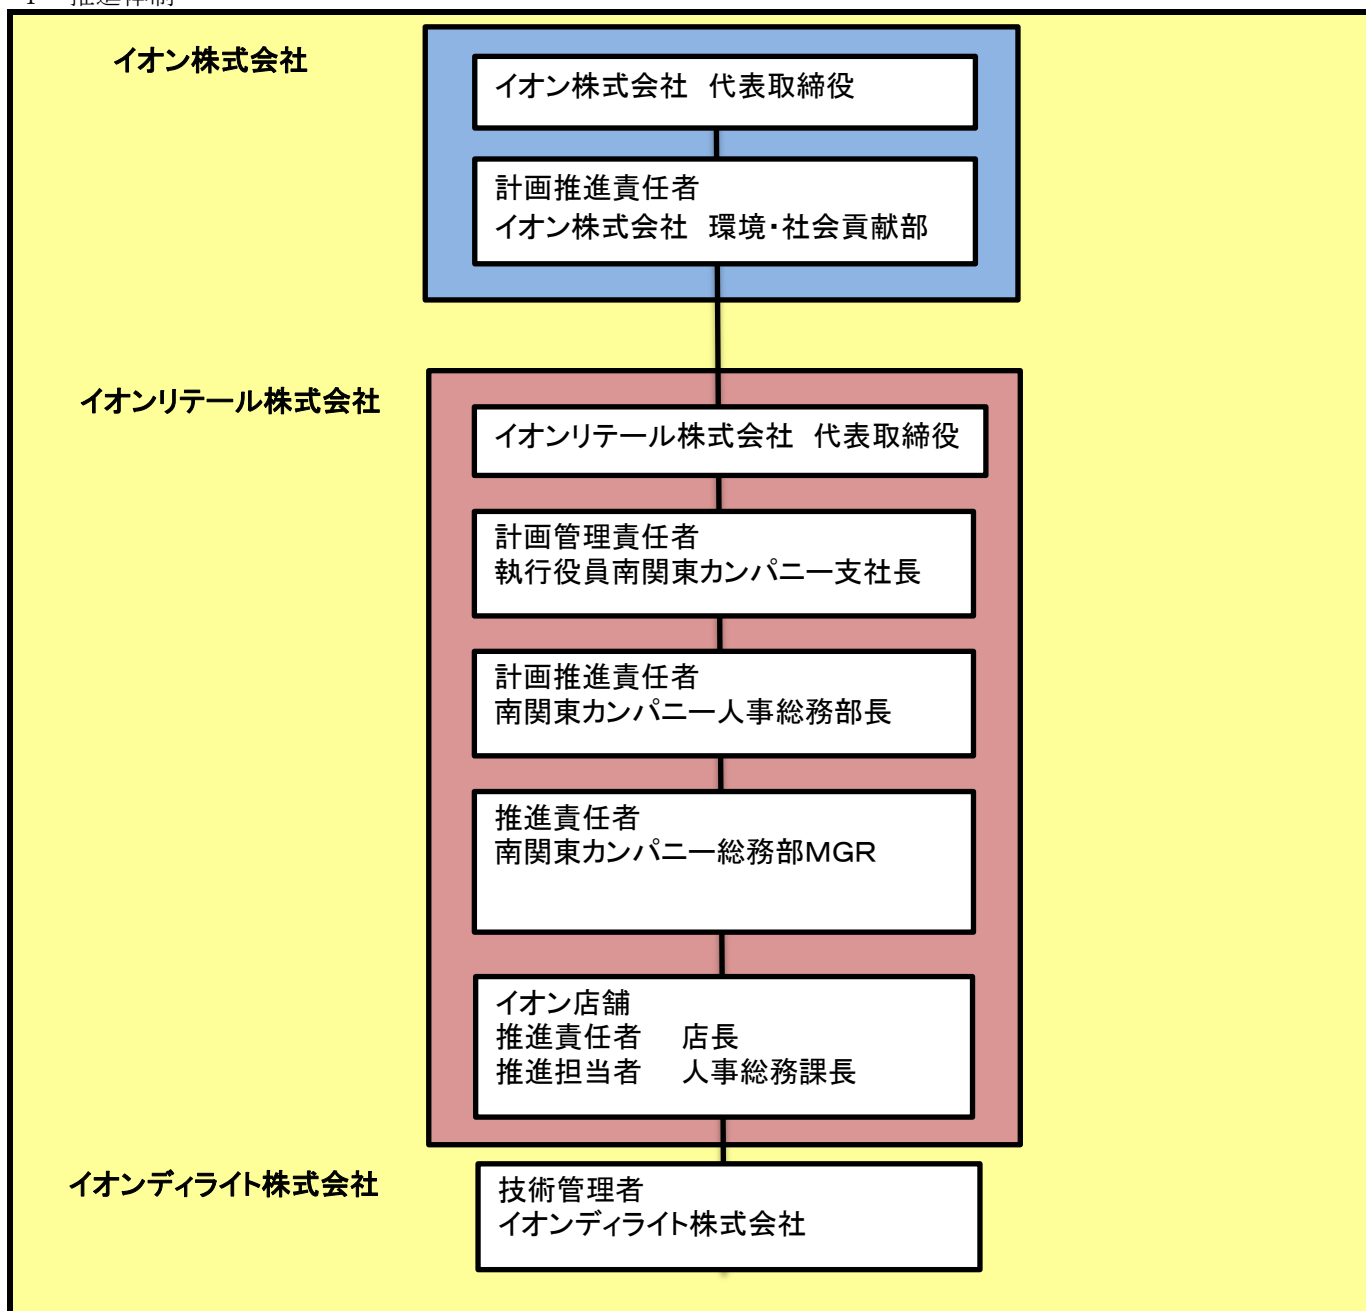 推進体制
イオン株式会社
イオン株式会社　代表取締役
計画推進責任者
イオン株式会社　環境・社会貢献部
イオンリテール株式会社
イオンリテール株式会社　代表取締役
計画管理責任者
執行役員南関東カンパニー支社長
計画推進責任者
南関東カンパニー人事総務部長
推進責任者
南関東カンパニー総務部MGR
イオン店舗
推進責任者　店長
推進担当者　人事総務課長
イオンディライト株式会社
技術管理者
イオンディライト株式会社